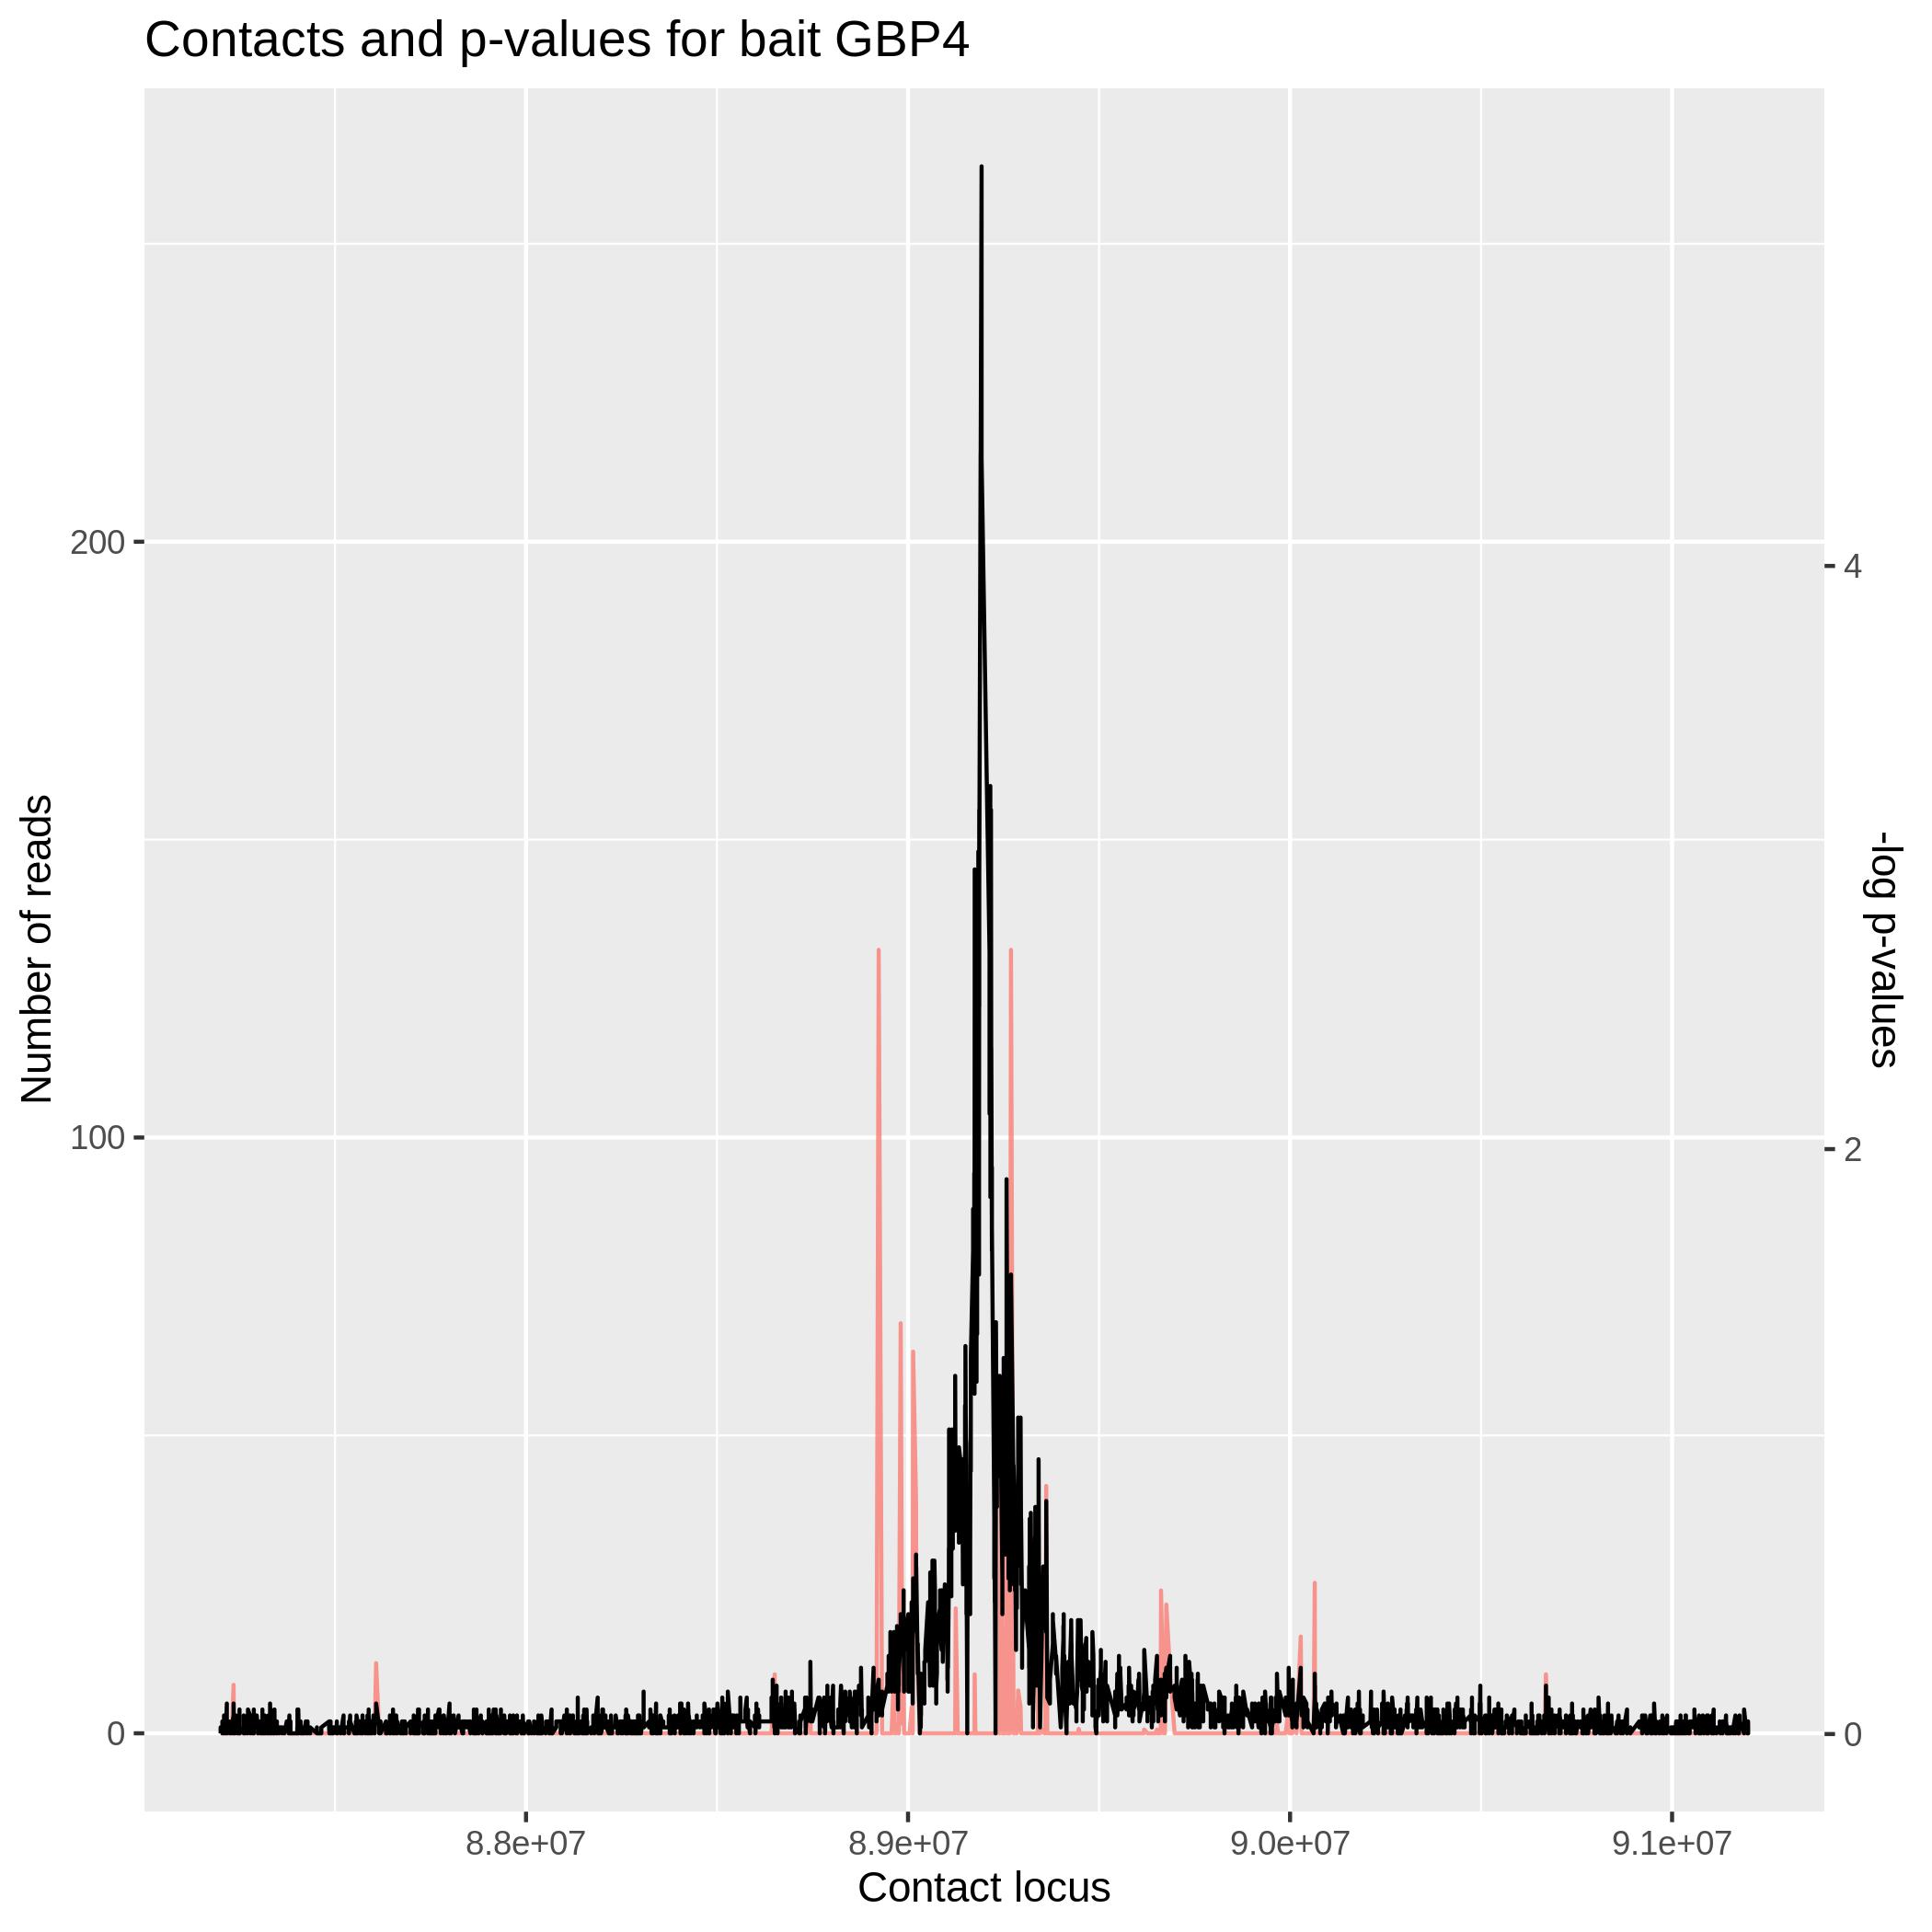 Contacts and p-values for bait GBP4
Number of reads
200
100
0
4
2
0
-log p-values
8.8e+07
8.9e+07
9.0e+07
9.1e+07
Contact locus